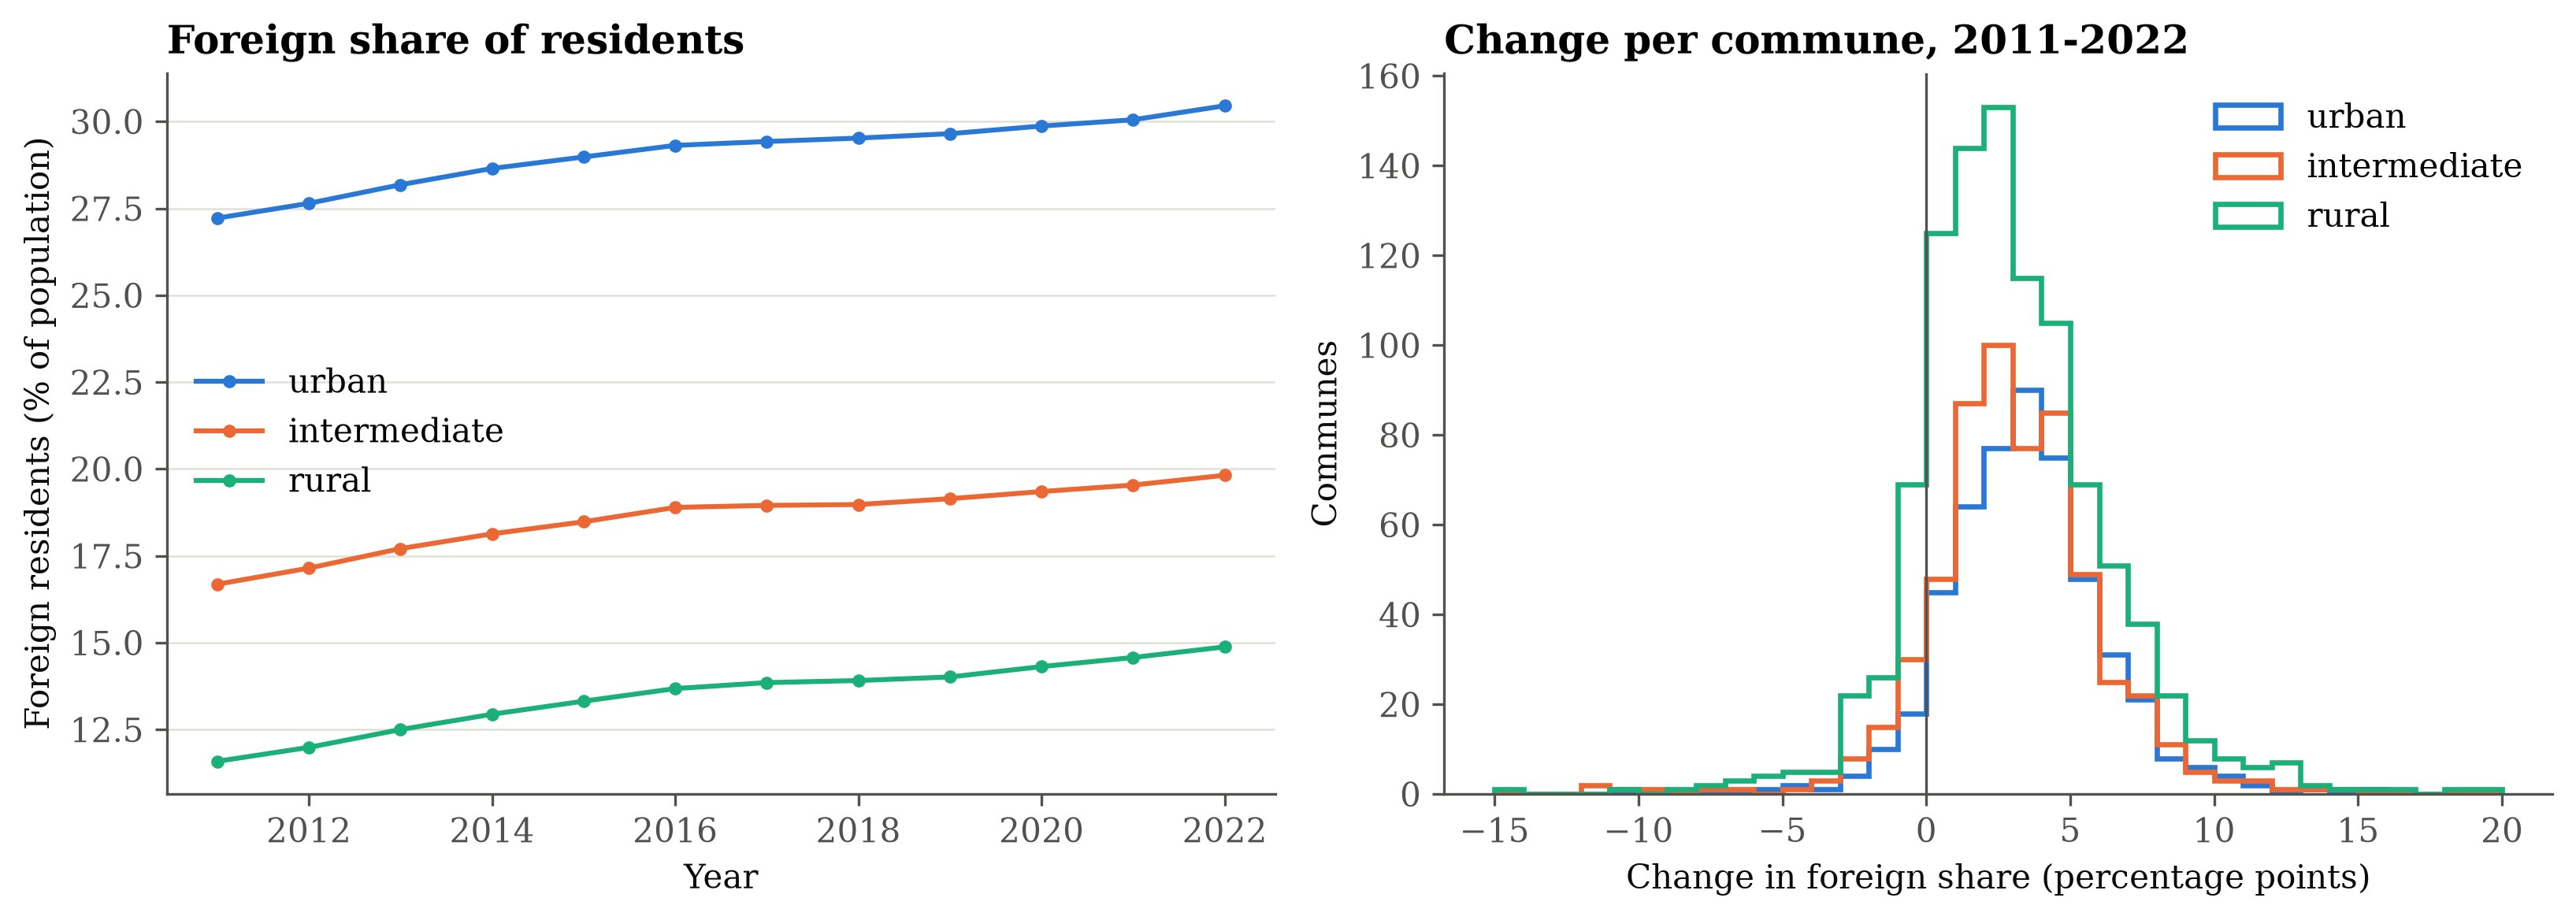 Foreign share of residents
Foreign residents (% of population)
30.0
27.5
25.0
22.5
20.0
17.5
15.0
12.5
urban
intermediate
rural
2012 2014 2016 2018 2020 2022
Year
Change per commune, 2011-2022
Communes
160
140
120
100
80
60
40
20
0
urban
intermediate
rural
−15 −10 −5 0 5 10 15 20
Change in foreign share (percentage points)